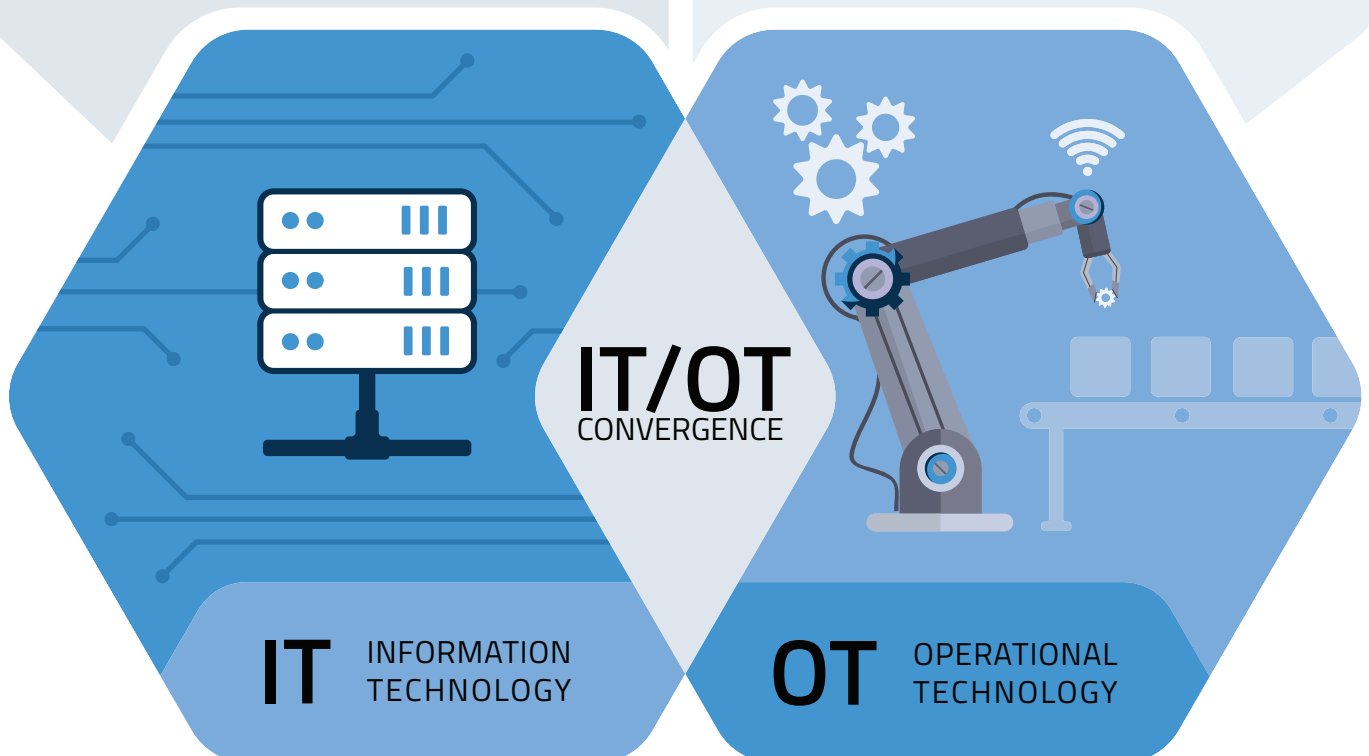 IT/OT
CONVERGENCE
IT
INFORMATION
TECHNOLOGY
OT
OPERATIONAL
TECHNOLOGY